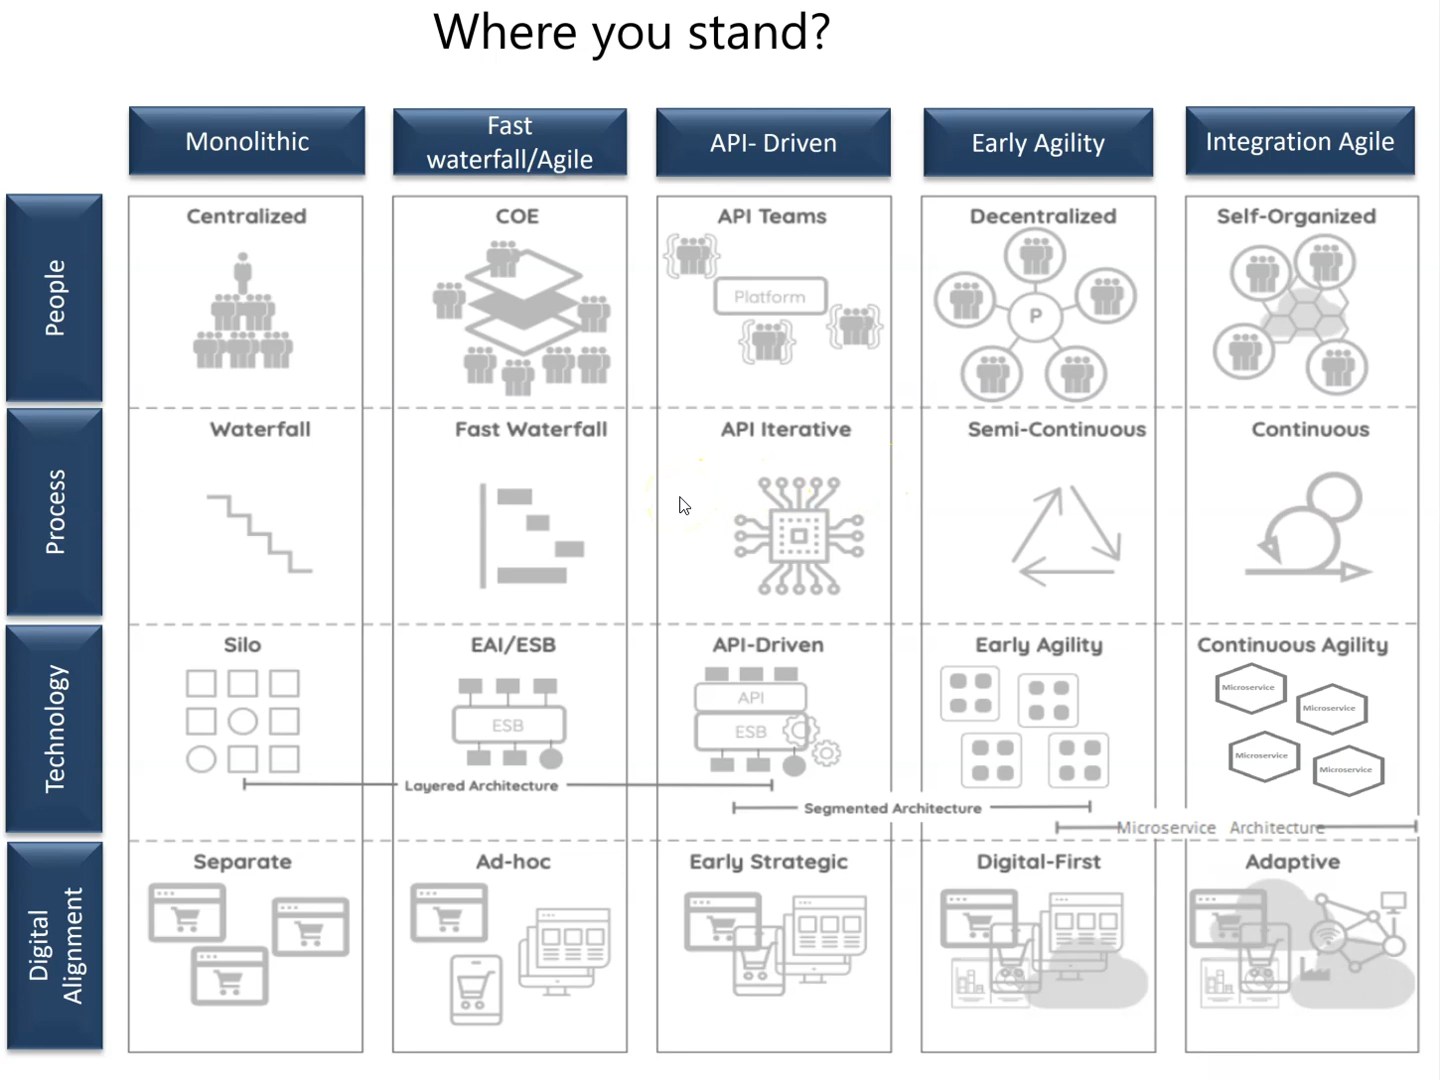 Where you stand?
Monolithic
Fast
waterfall/Agile
API- Driven
Early Agility
Integration Agile
People
Centralized
COE
API Teams
Platform
Decentralized
P
Self-Organized
Process
Waterfall
Fast Waterfall
API Iterative
Semi-Continuous
Continuous
Technology
Silo
EAI/ESB
ESB
API-Driven
API
ESB
Early Agility
Continuous Agility
Microservice
Microservice
Microservice
Microservice
Layered Architecture
Segmented Architecture
Microservice Architecture
Digital
Alignment
Separate
Ad-hoc
Early Strategic
Digital-First
Adaptive